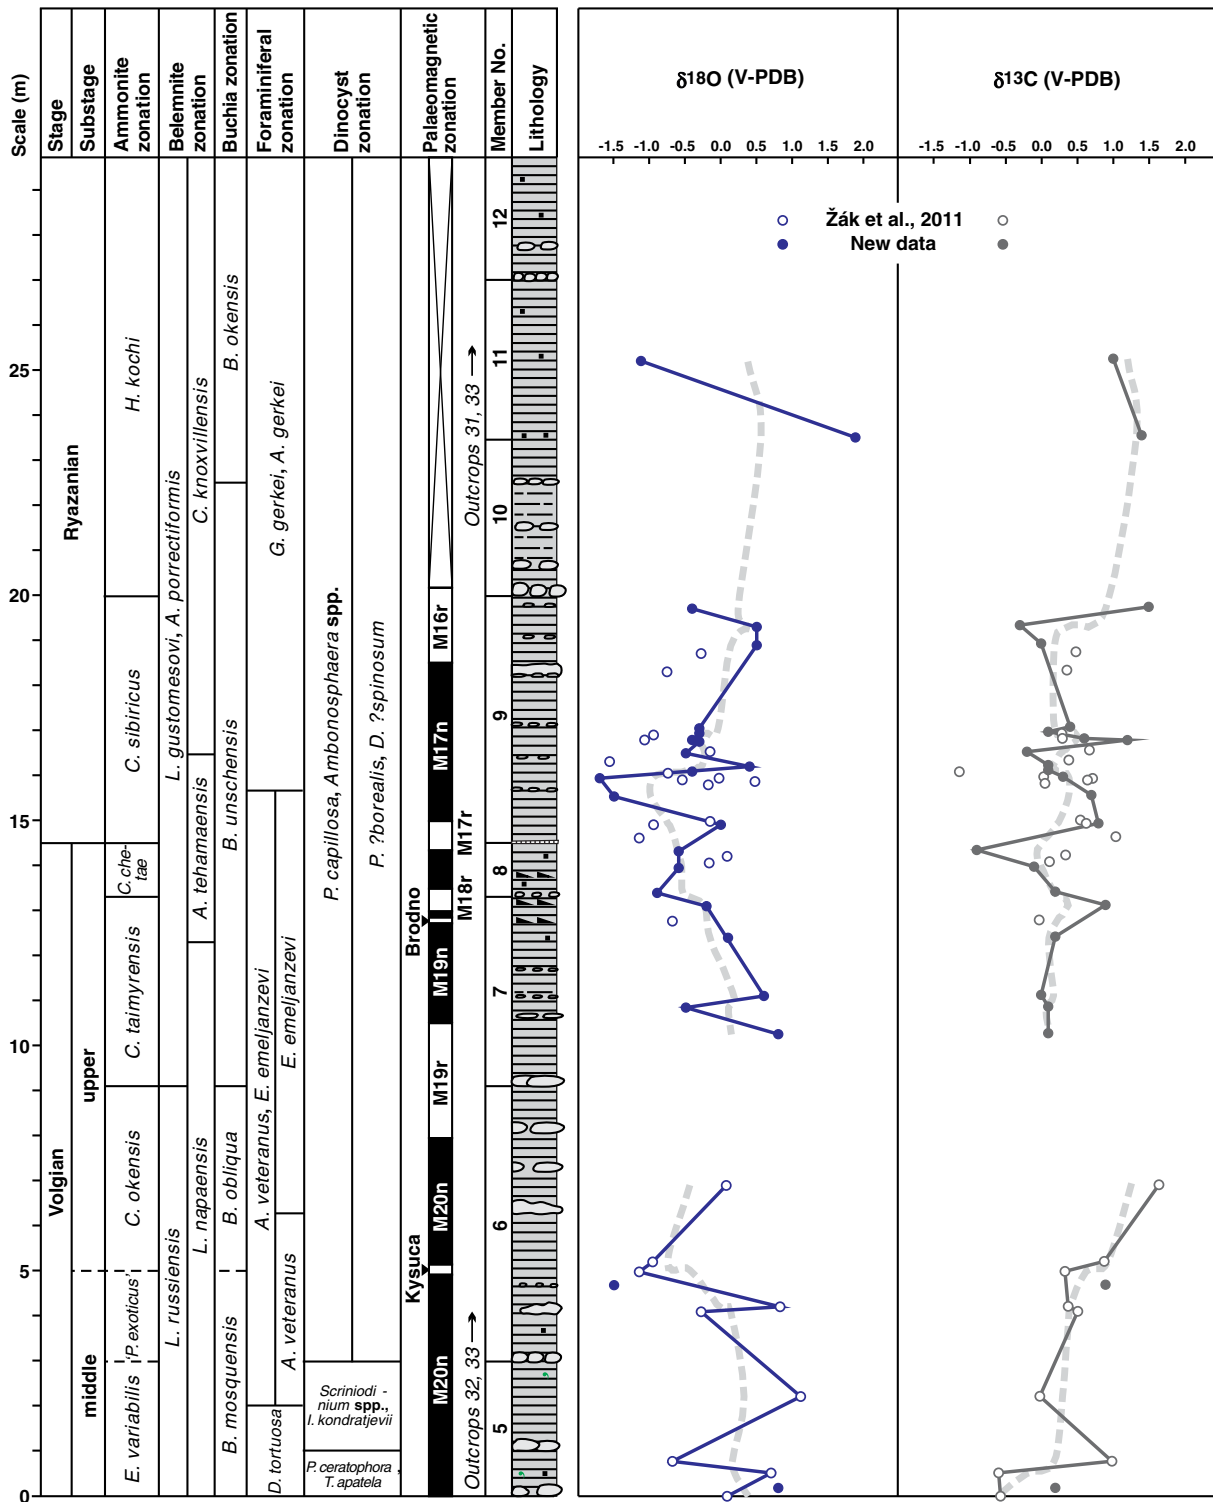 Scale (m)
Stage
Substage
Ammonite zonation
Belemnite zonation
Buchia zonation
Foraminiferal zonation
Dinocyst zonation
Palaeomagnetic zonation
Member No.
Lithology
δ18O (V-PDB)
δ13C (V-PDB)
-1.5 -1.0 -0.5 0.0 0.5 1.0 1.5 2.0
-1.5 -1.0 -0.5 0.0 0.5 1.0 1.5 2.0
Žák et al., 2011
New data
25
20
15
10
5
0
Ryazanian
Volgian
upper
middle
H. kochi
C. sibiricus
C. che-
tae
C. taimyrensis
C. okensis
'P. exoticus'
E. variabilis
L. gustomesovi, A. porrectiformis
L. russiensis
C. knoxvillensis
A. tehamaensis
L. napaensis
B. okensis
B. unschensis
B. obliqua
B. mosquensis
G. gerkei, A. gerkei
A. veteranus, E. emeljanzevi
E. emeljanzevi
A. veteranus
D. tortuosa
P. capillosa, Ambonosphaera spp.
P. ?borealis, D. ?spinosum
Scriniodi -
nium spp.,
I. kondratjevii
P. ceratophora ,
T. apatela
M16r
M17n
M17r
M18r
Brodno
M19n
M19r
M20n
Kysuca
M20n
Outcrops 31, 33 →
Outcrops 32, 33 →
12
11
10
9
8
7
6
5